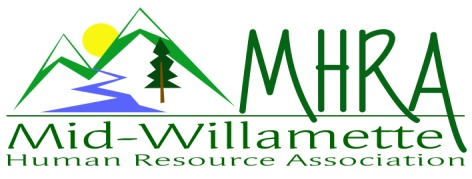 MHRA
Mid-Willamette
Human Resource Association